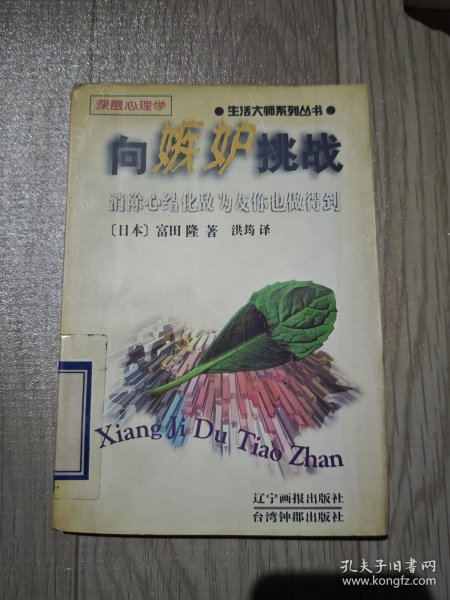 深层心理学
●生活大师系列丛书●
向嫉妒挑战
消除心结化敌为友你也做得到
〔日本〕富田 隆 著 洪筠 译
Xiang Ji Du Tiao Zhan
辽宁画报出版社
台湾钟郡出版社
孔夫子旧书网
www.kongfz.com